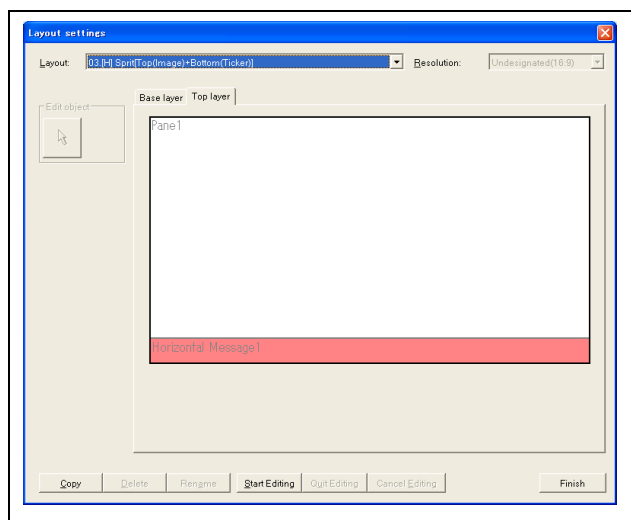 Layout settings
Layout: 03.[H] Sprit[Top(Image)+Bottom(Ticker)] Resolution: Undesignated(16:9)
Edit object
Base layer Top layer
Pane1
Horizontal Message1
Copy Delete Rename Start Editing Quit Editing Cancel Editing Finish